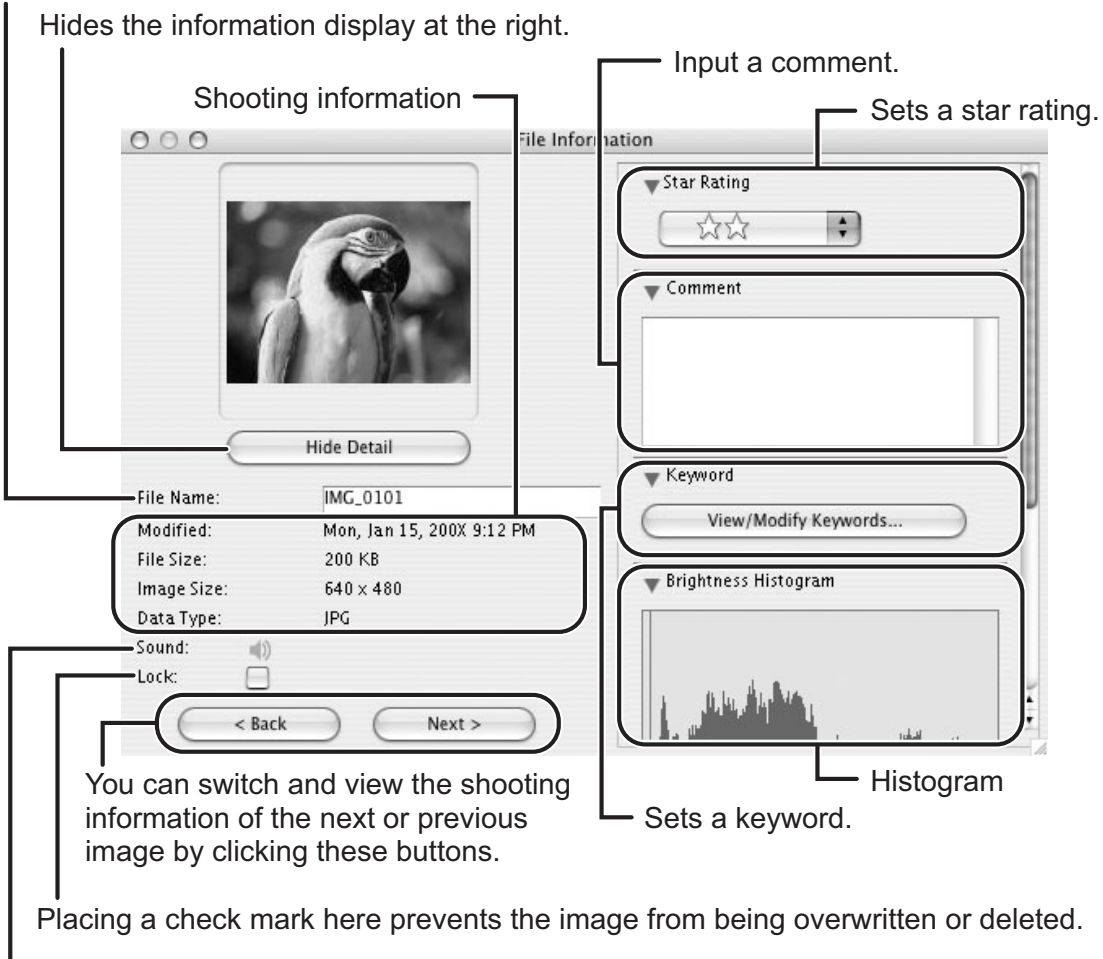 Hides the information display at the right.
Input a comment.
Shooting information
Sets a star rating.
File Information
Star Rating
Comment
Hide Detail
Keyword
File Name: IMG_0101
View/Modify Keywords...
Modified: Mon, Jan 15, 200X 9:12 PM
File Size: 200 KB
Image Size: 640 x 480
Data Type: JPG
Brightness Histogram
Sound:
Lock:
< Back Next >
You can switch and view the shooting
information of the next or previous
image by clicking these buttons.
Histogram
Sets a keyword.
Placing a check mark here prevents the image from being overwritten or deleted.